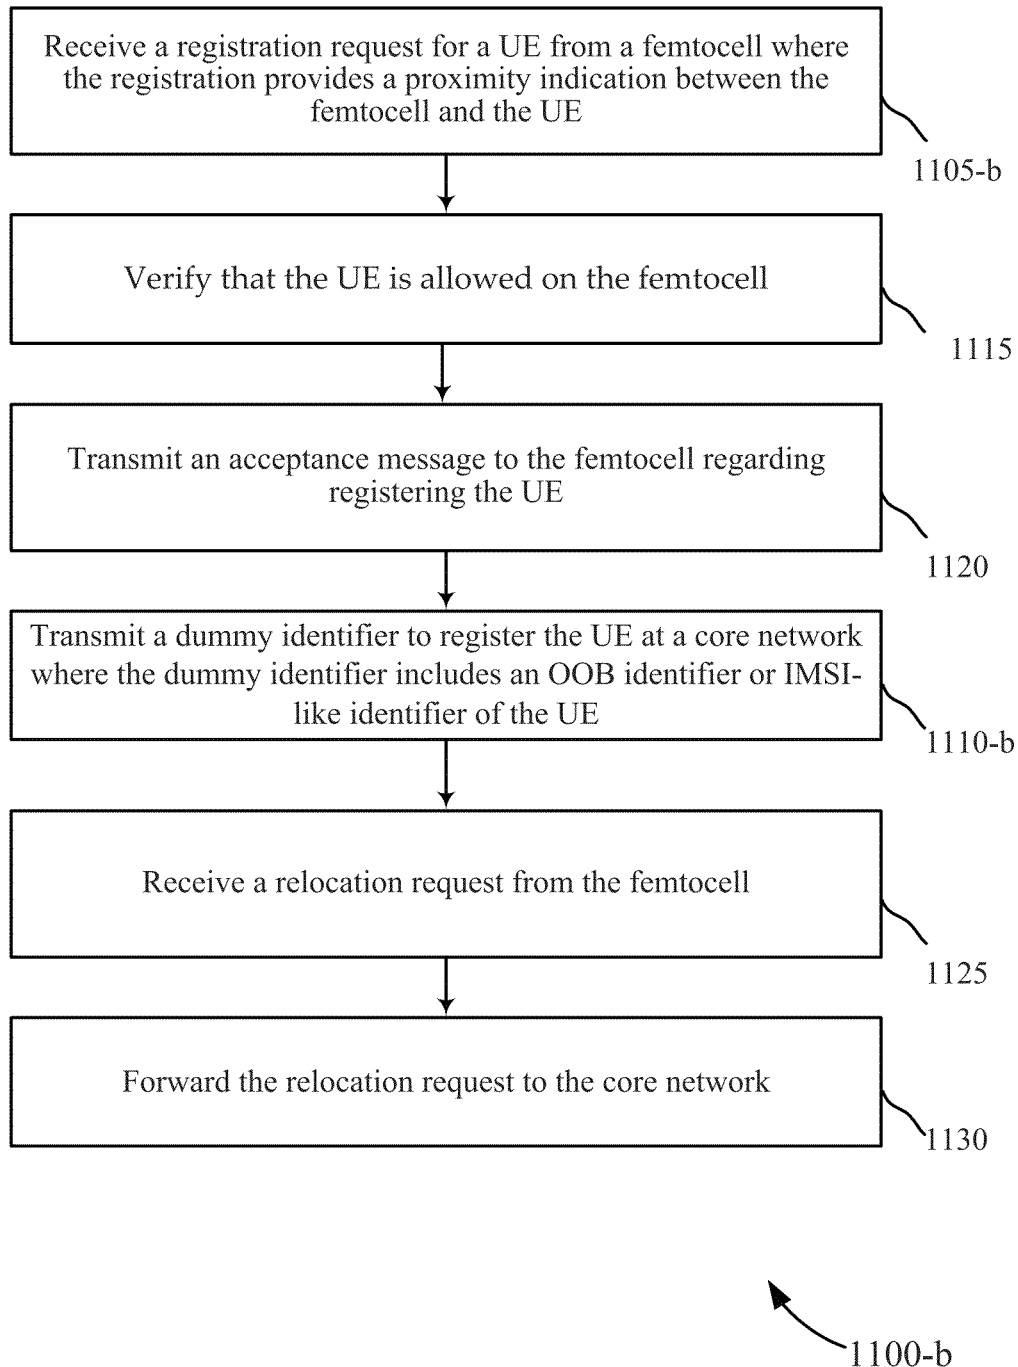 Receive a registration request for a UE from a femtocell where
the registration provides a proximity indication between the
femtocell and the UE
1105-b
Verify that the UE is allowed on the femtocell
1115
Transmit an acceptance message to the femtocell regarding
registering the UE
1120
Transmit a dummy identifier to register the UE at a core network
where the dummy identifier includes an OOB identifier or IMSI-
like identifier of the UE
1110-b
Receive a relocation request from the femtocell
1125
Forward the relocation request to the core network
1130
1100-b